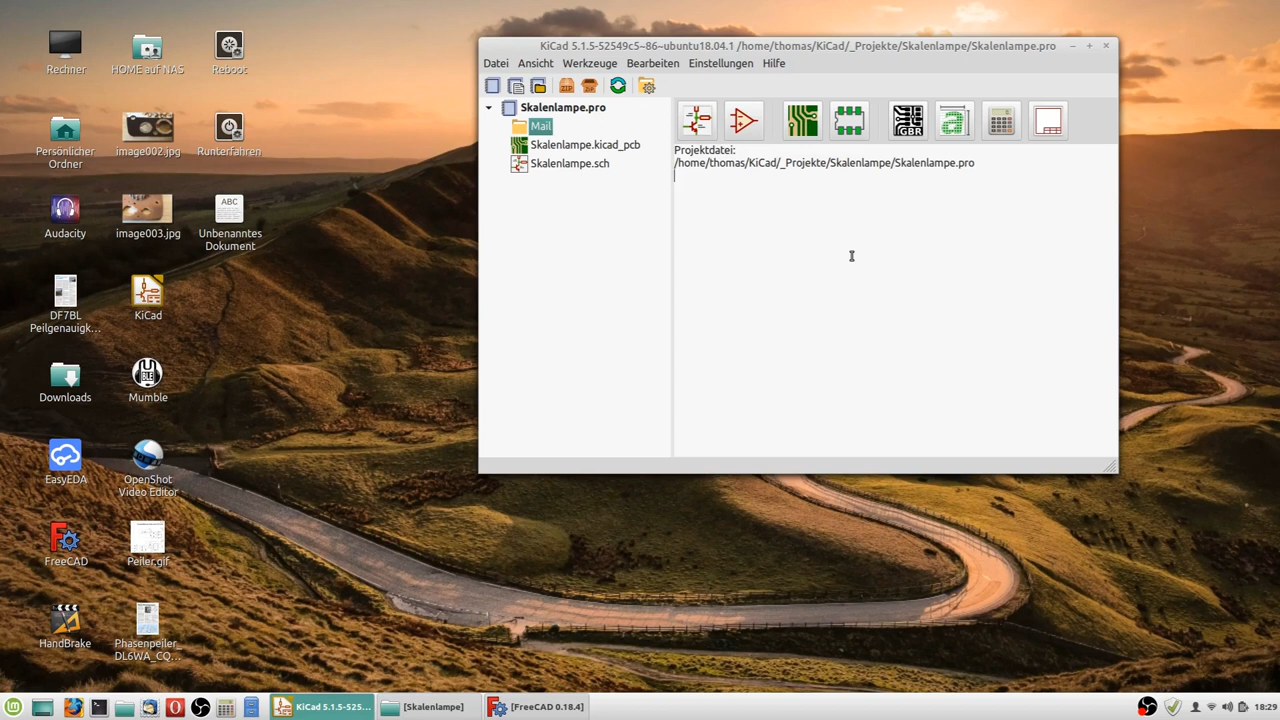 Rechner
HOME auf NAS
Reboot
Persönlicher
Ordner
image002.jpg
Runterfahren
Audacity
image003.jpg
ABC
Unbenanntes
Dokument
DF7BL
Peilgenauigk...
KiCad
Downloads
Mumble
EasyEDA
OpenShot
Video Editor
FreeCAD
Peiler.gif
HandBrake
Phasenpeiler_
DL6WA_CQ...
KiCad 5.1.5-52549c5~86~ubuntu18.04.1 /home/thomas/KiCad/_Projekte/Skalenlampe/Skalenlampe.pro
Datei Ansicht Werkzeuge Bearbeiten Einstellungen Hilfe
ZIP
Skalenlampe.pro
Mail
Skalenlampe.kicad_pcb
Skalenlampe.sch
GBR
Projektdatei:
/home/thomas/KiCad/_Projekte/Skalenlampe/Skalenlampe.pro
KiCad 5.1.5-525...
[Skalenlampe]
[FreeCAD 0.18.4]
18:29